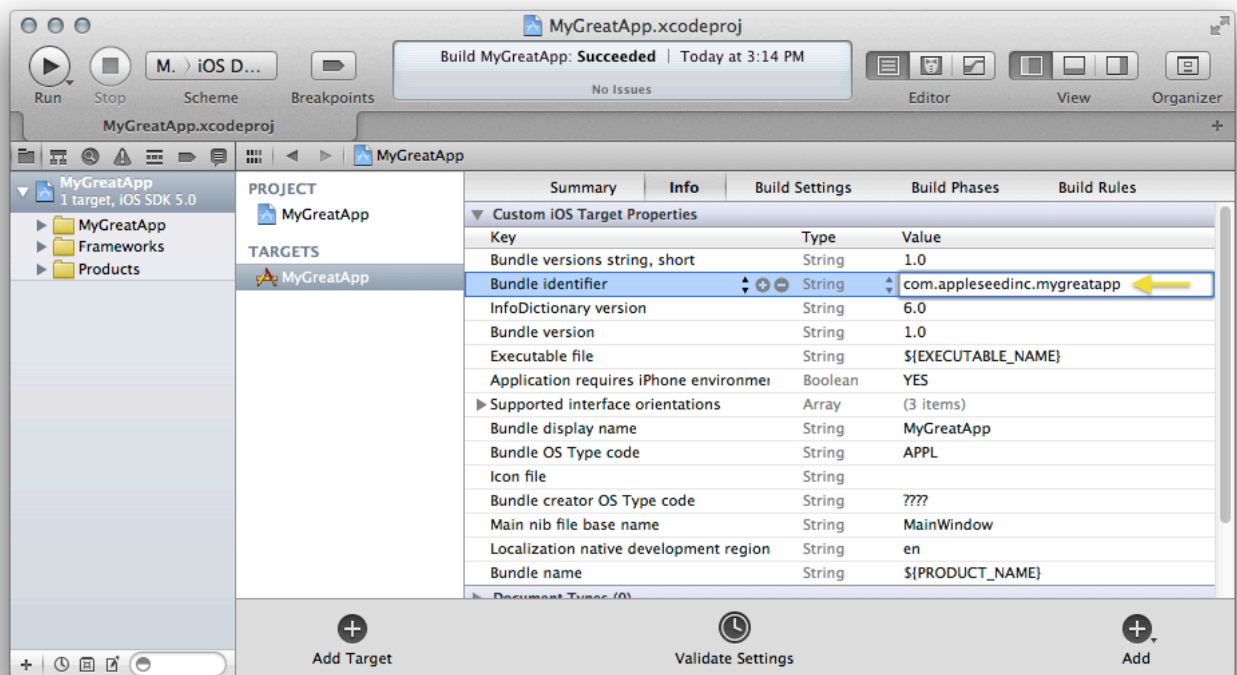 MyGreatApp.xcodeproj
Build MyGreatApp: Succeeded | Today at 3:14 PM
No Issues
M. 〉 iOS D...
Run Stop Scheme Breakpoints Editor View Organizer
MyGreatApp.xcodeproj
MyGreatApp
MyGreatApp
1 target, iOS SDK 5.0
MyGreatApp
Frameworks
Products
PROJECT
MyGreatApp
TARGETS
MyGreatApp
Summary Info Build Settings Build Phases Build Rules
Custom iOS Target Properties
Key Type Value
Bundle versions string, short String 1.0
Bundle identifier String com.appleseedinc.mygreatapp
InfoDictionary version String 6.0
Bundle version String 1.0
Executable file String ${EXECUTABLE_NAME}
Application requires iPhone environmer Boolean YES
Supported interface orientations Array (3 items)
Bundle display name String MyGreatApp
Bundle OS Type code String APPL
Icon file String
Bundle creator OS Type code String ????
Main nib file base name String MainWindow
Localization native development region String en
Bundle name String ${PRODUCT_NAME}
Document Types (0)
Add Target Validate Settings Add